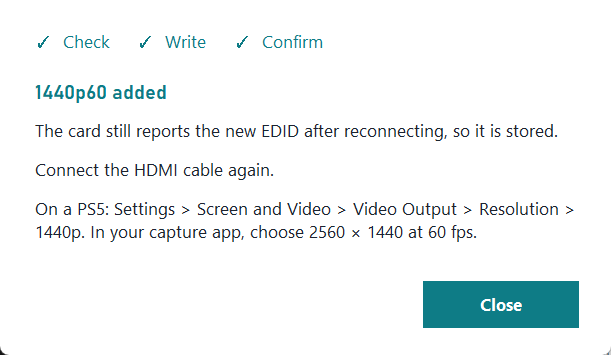 ✓ Check ✓ Write ✓ Confirm
1440p60 added
The card still reports the new EDID after reconnecting, so it is stored.
Connect the HDMI cable again.
On a PS5: Settings > Screen and Video > Video Output > Resolution >
1440p. In your capture app, choose 2560 × 1440 at 60 fps.
Close